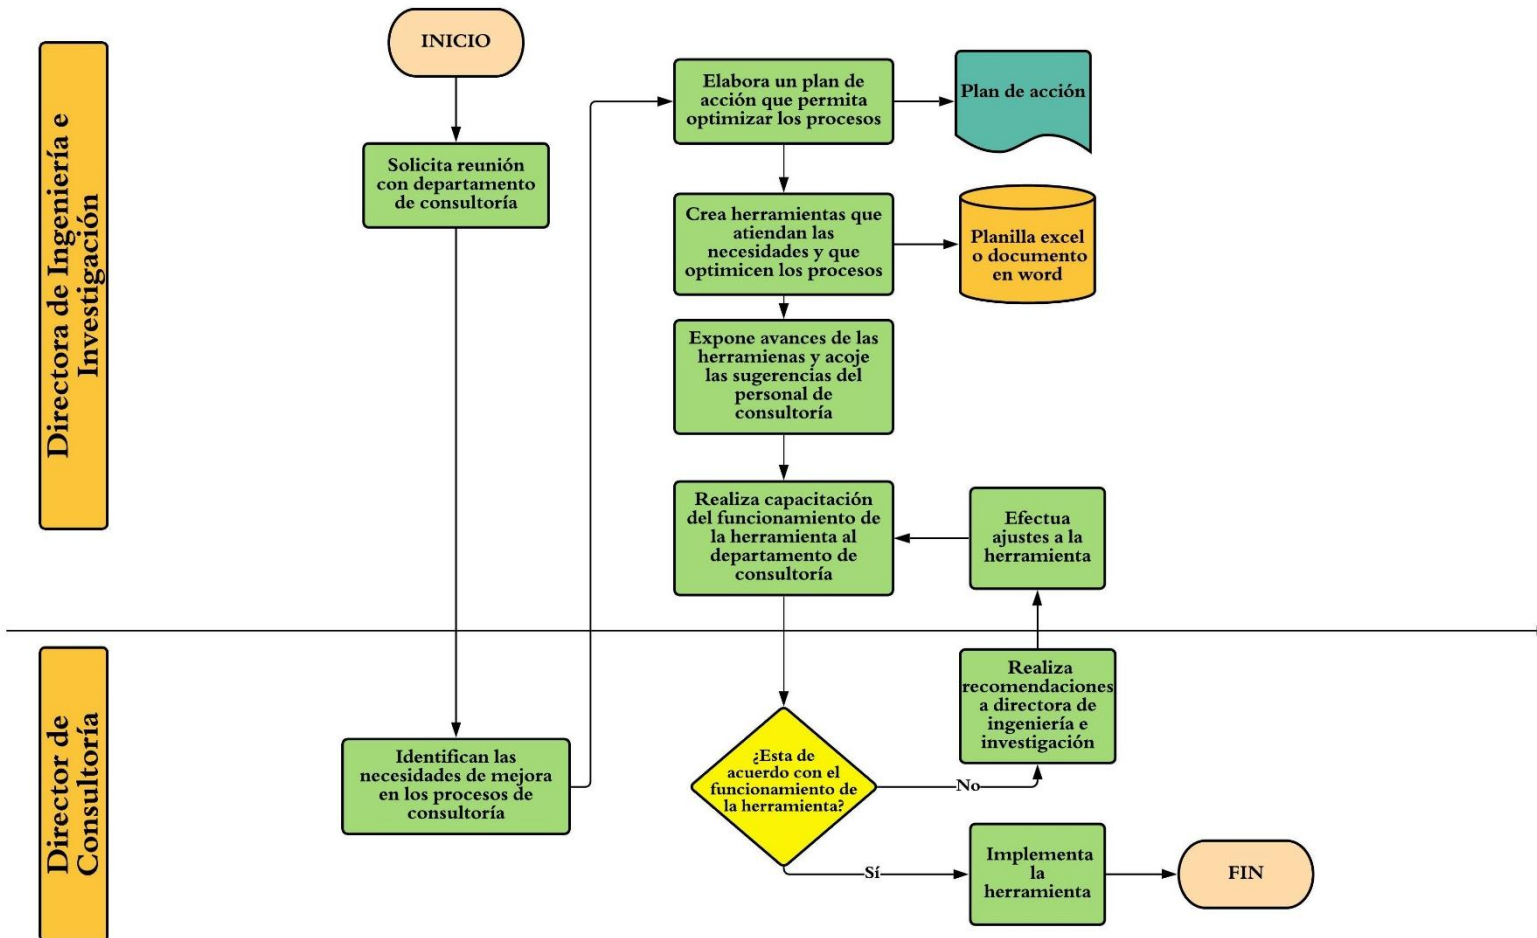 Directora de Ingeniería e
Investigación
INICIO
Solicita reunión
con departamento
de consultoría
Elabora un plan de
acción que permita
optimizar los procesos
Plan de acción
Crea herramientas que
atiendan las
necesidades y que
optimicen los procesos
Planilla excel
o documento
en word
Expone avances de las
herramienas y acoje
las sugerencias del
personal de
consultoría
Realiza capacitación
del funcionamiento de
la herramienta al
departamento de
consultoría
Efectua
ajustes a la
herramienta
Director de
Consultoría
Identifican las
necesidades de mejora
en los procesos de
consultoría
¿Esta de
acuerdo con el
funcionamiento de
la herramienta?
No
Realiza
recomendaciones
a directora de
ingeniería e
investigación
Sí
Implementa
la
herramienta
FIN